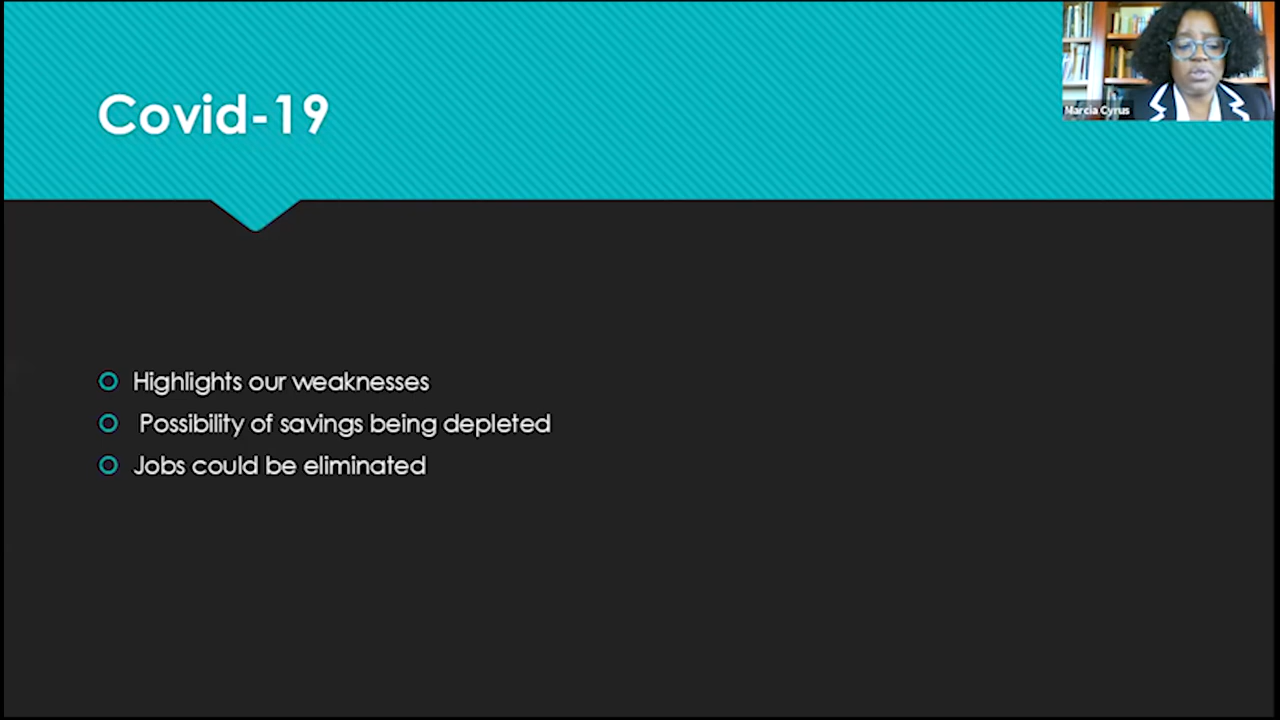 Covid-19
Marcia Cyrus
Highlights our weaknesses
Possibility of savings being depleted
Jobs could be eliminated